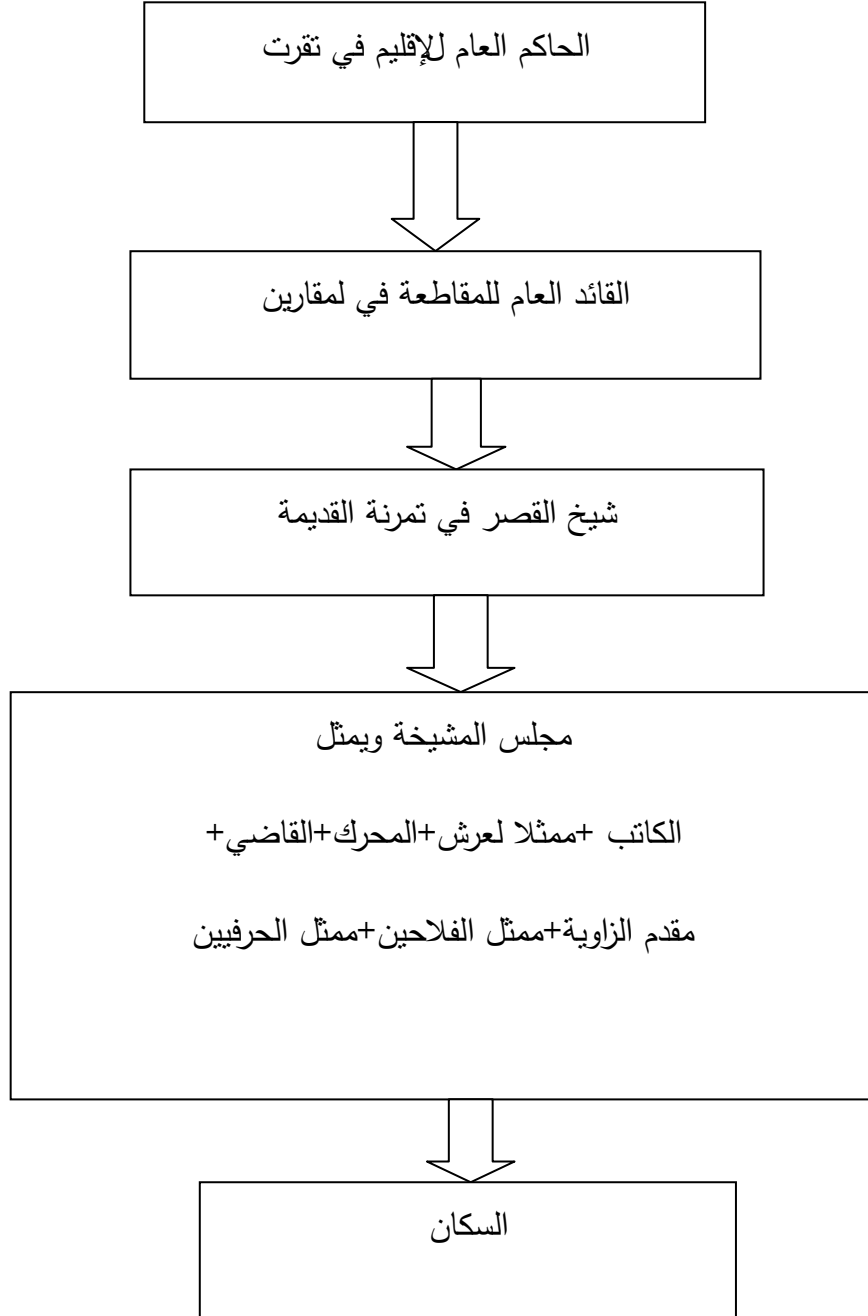 الحاكم العام للإقليم في تقرت
القائد العام للمقاطعة في لمقارين
شيخ القصر في تمرنة القديمة
مجلس المشيخة ويمثل
الكاتب +ممثلا لعرش+المحرك+القاضي+
مقدم الزاوية+ممثل الفلاحين+ممثل الحرفيين
السكان